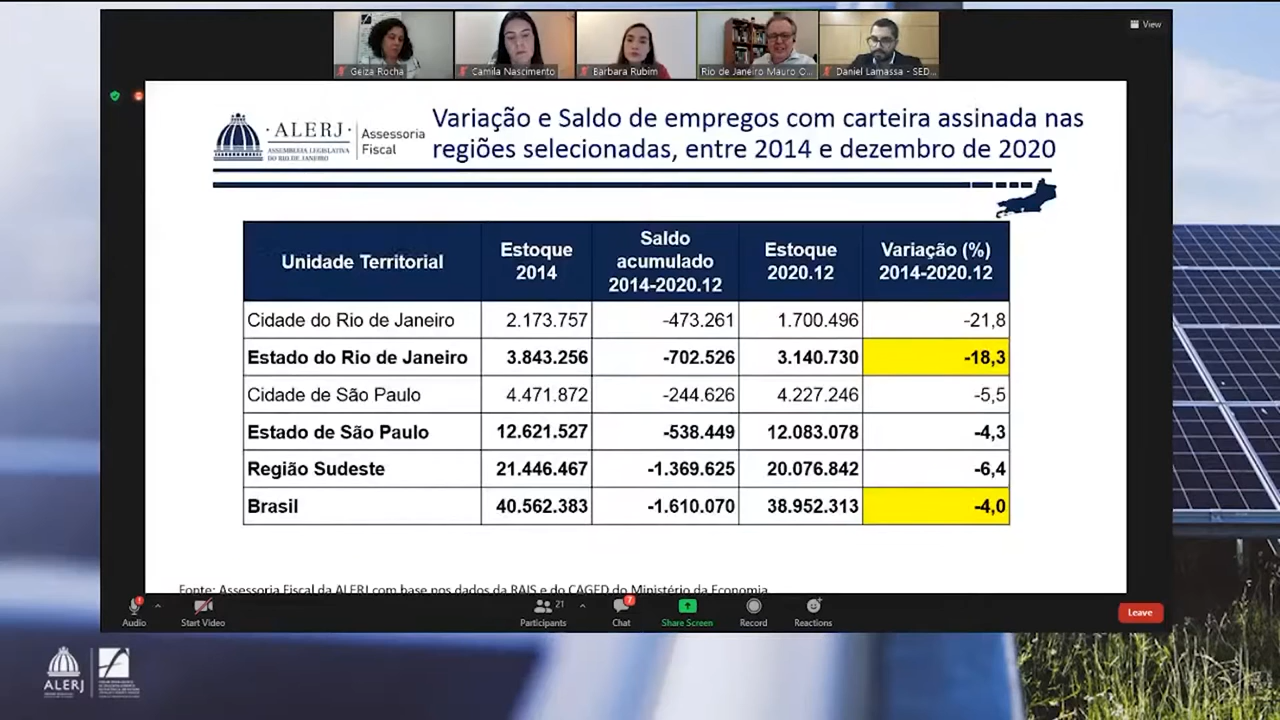 View
Geiza Rocha
Camila Nascimento
Bárbara Rubim
Rio de Janeiro Mauro O...
Daniel Lamassa - SED...
ALERJ
ASSEMBLEIA LEGISLATIVA
DO RIO DE JANEIRO
Assessoria
Fiscal
Variação e Saldo de empregos com carteira assinada nas
regiões selecionadas, entre 2014 e dezembro de 2020
Unidade Territorial Estoque 2014 Saldo acumulado 2014-2020.12 Estoque 2020.12 Variação (%) 2014-2020.12
Cidade do Rio de Janeiro 2.173.757 -473.261 1.700.496 -21,8
Estado do Rio de Janeiro 3.843.256 -702.526 3.140.730 -18,3
Cidade de São Paulo 4.471.872 -244.626 4.227.246 -5,5
Estado de São Paulo 12.621.527 -538.449 12.083.078 -4,3
Região Sudeste 21.446.467 -1.369.625 20.076.842 -6,4
Brasil 40.562.383 -1.610.070 38.952.313 -4,0
Fonte: Assessoria Fiscal da ALERJ com base nos dados da RAIS e do CAGED do Ministério da Economia
Audio
Start Video
21
Participants
7
Chat
Share Screen
Record
Reactions
Leave
ALERJ